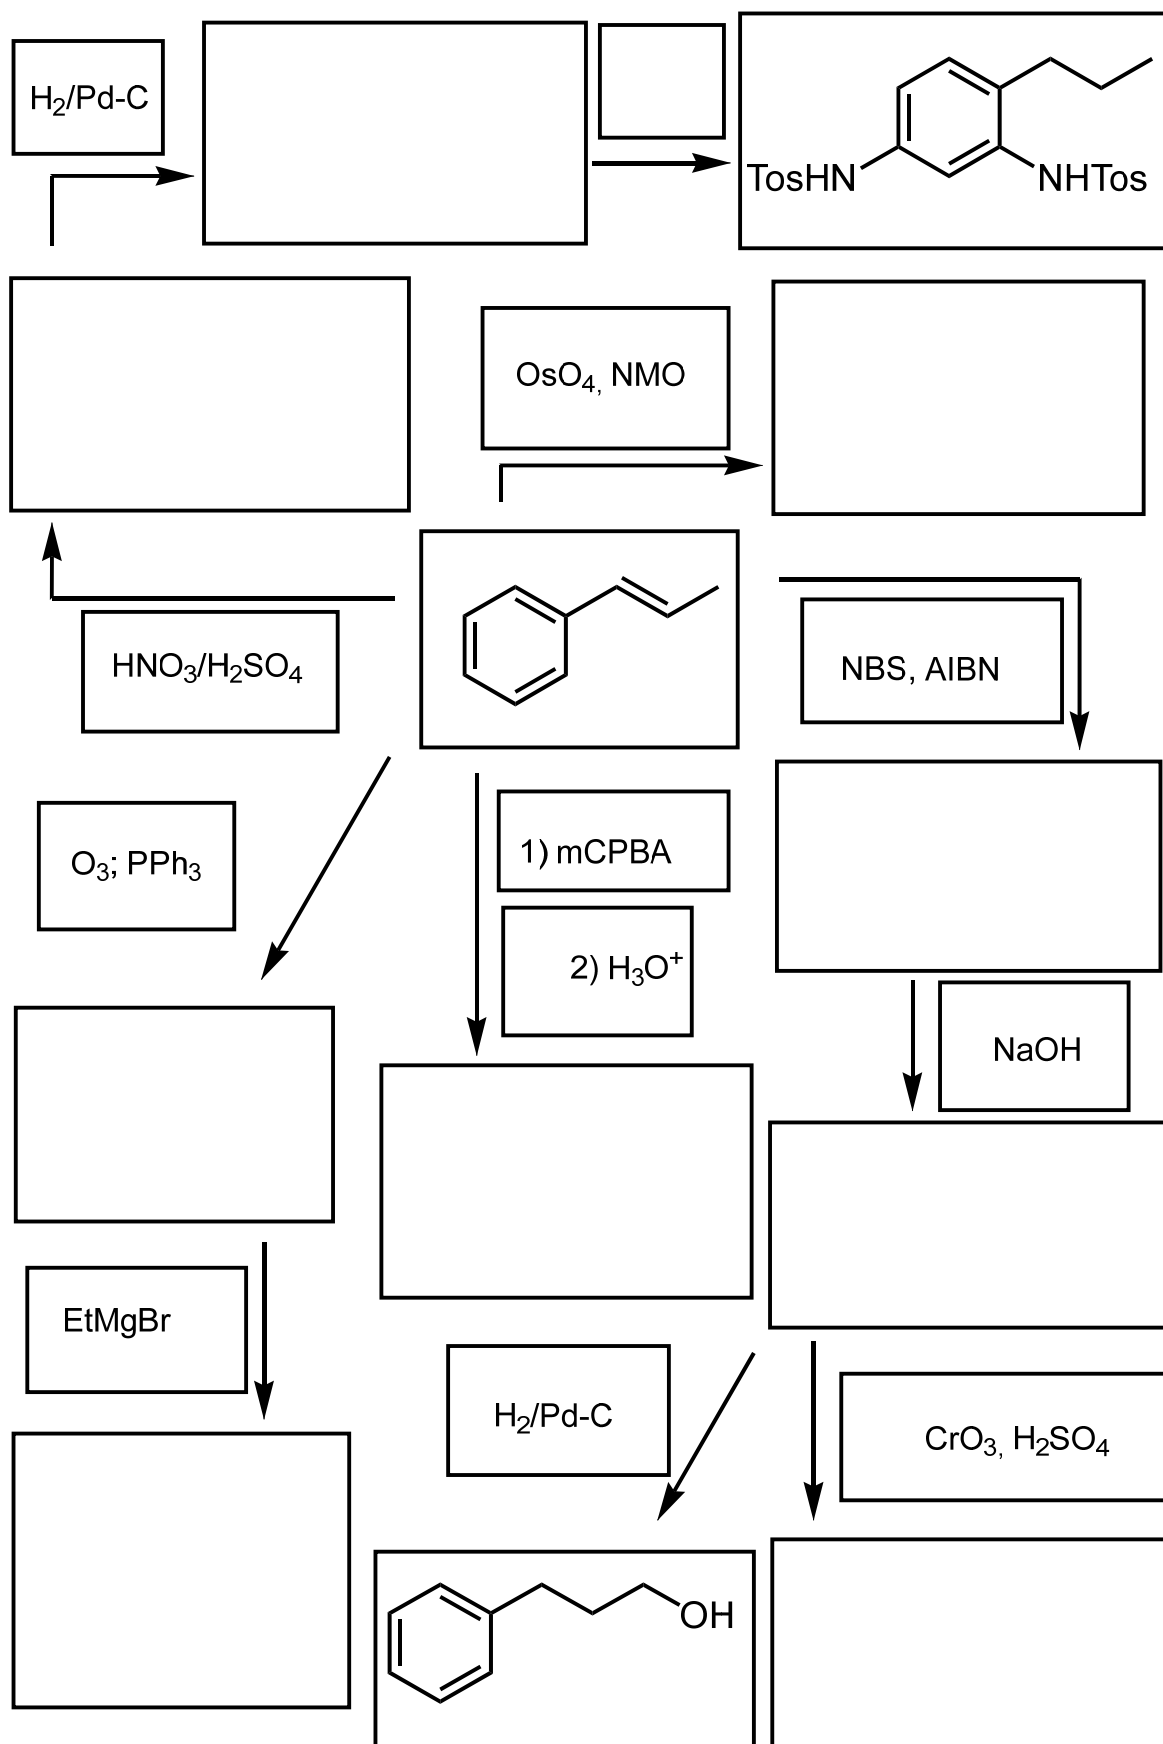 H₂/Pd-C
TosHN
NHTos
OsO₄, NMO
HNO₃/H₂SO₄
NBS, AIBN
O₃; PPh₃
1) mCPBA
2) H₃O⁺
NaOH
EtMgBr
H₂/Pd-C
CrO₃, H₂SO₄
OH